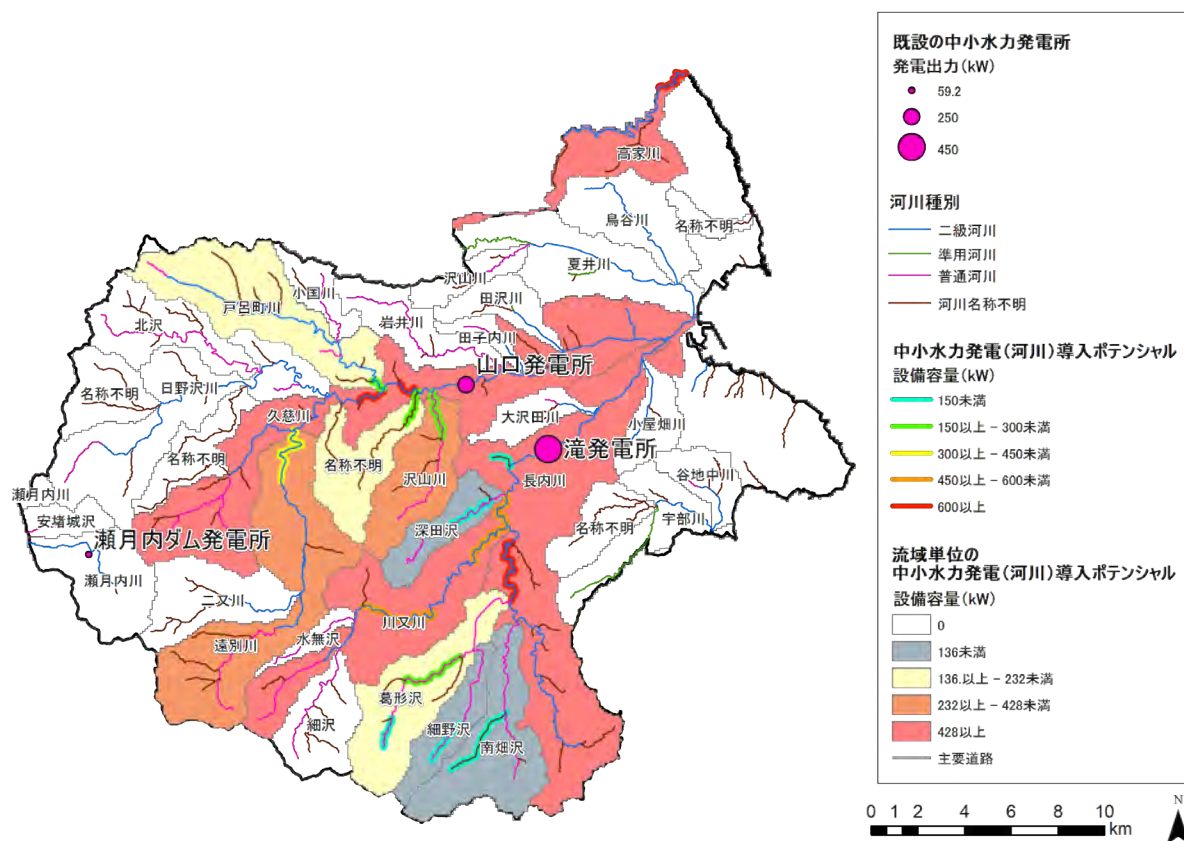 既設の中小水力発電所
発電出力(kW)
59.2
250
450
河川種別
二級河川
準用河川
普通河川
河川名称不明
中小水力発電(河川)導入ポテンシャル
設備容量(kW)
150未満
150以上 - 300未満
300以上 - 450未満
450以上 - 600未満
600以上
流域単位の
中小水力発電(河川)導入ポテンシャル
設備容量(kW)
0
136未満
136.以上 - 232未満
232以上 - 428未満
428以上
主要道路
0 1 2 4 6 8 10
km
N
高家川
鳥谷川
名称不明
夏井川
沢山川
田沢川
小国川
戸呂町川
岩井川
北沢
田子内川
山口発電所
日野沢川
名称不明
久慈川
大沢田川
小屋畑川
滝発電所
名称不明
名称不明
沢山川
長内川
谷地中川
瀬月内川
安堵城沢
瀬月内ダム発電所
深田沢
名称不明
宇部川
瀬月内川
二又川
川又川
遠別川
水無沢
葛形沢
細沢
細野沢
南畑沢